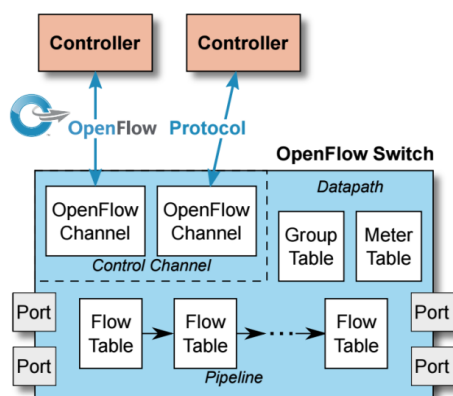 Controller Controller
OpenFlow Protocol
OpenFlow Switch
Datapath
OpenFlow Channel
OpenFlow Channel
Control Channel
Group Table
Meter Table
Port
Port
Flow Table
Flow Table
Flow Table
Pipeline
Port
Port